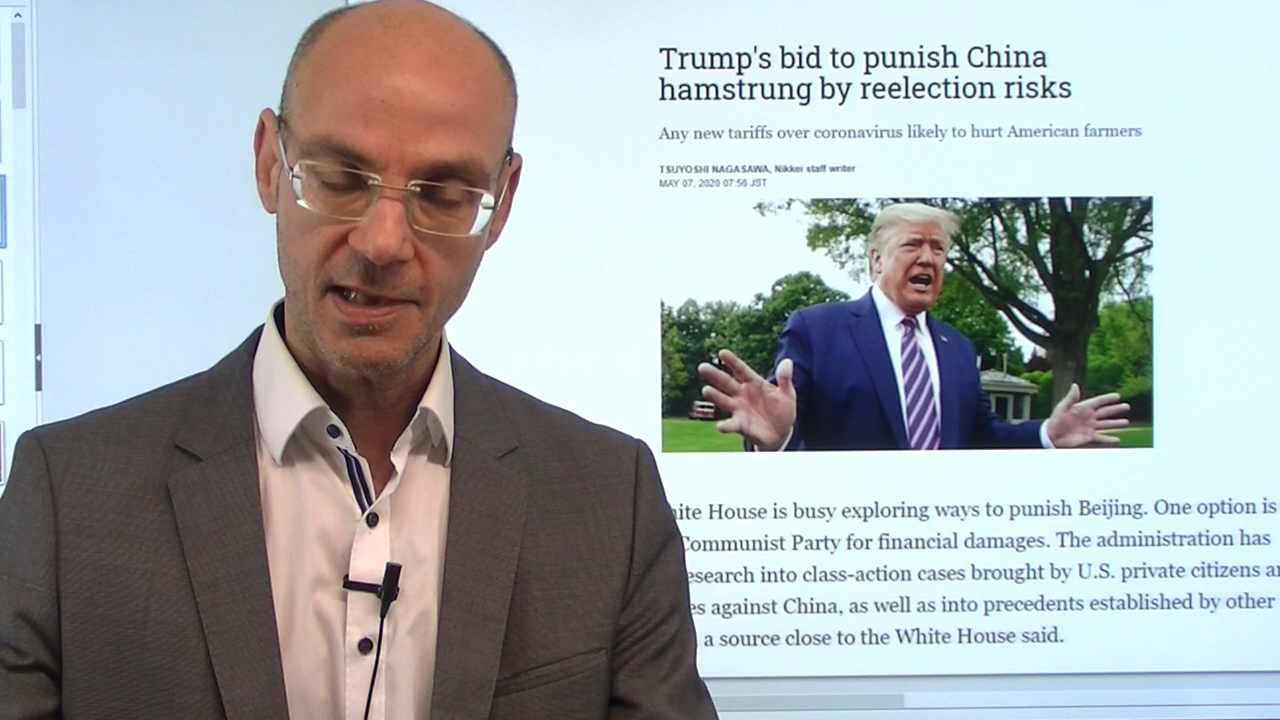 Trump's bid to punish China
hamstrung by reelection risks
Any new tariffs over coronavirus likely to hurt American farmers
TSUYOSHI NAGASAWA, Nikkei staff writer
MAY 07, 2020 07:56 JST
ite House is busy exploring ways to punish Beijing. One option is
Communist Party for financial damages. The administration has
esearch into class-action cases brought by U.S. private citizens a
es against China, as well as into precedents established by other
a source close to the White House said.